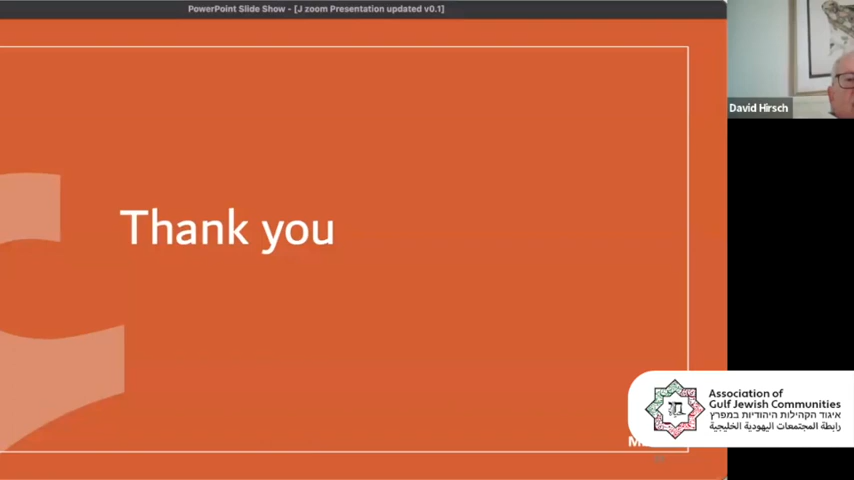 PowerPoint Slide Show - [J zoom Presentation updated v0.1]
David Hirsch
Thank you
Association of
Gulf Jewish Communities
איגוד הקהילות היהודיות במפרץ
رابطة المجتمعات اليهودية الخليجية